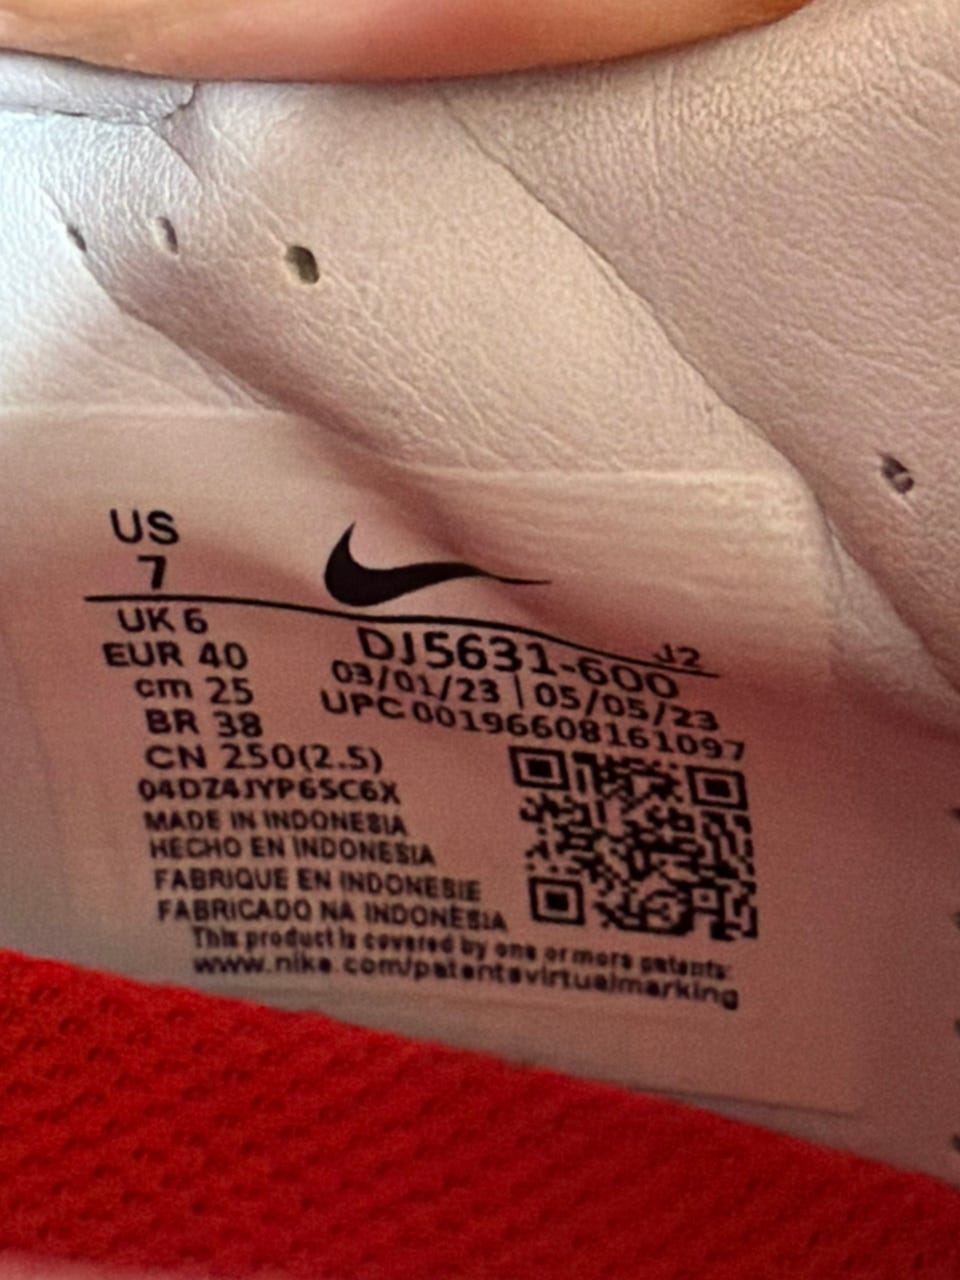 US
7
UK 6
EUR 40
cm 25
BR 38
CN 250(2.5)
04DZ4JYP6SC6X
MADE IN INDONESIA
HECHO EN INDONESIA
FABRIQUE EN INDONESIE
FABRICADO NA INDONESIA
J2
DJ5631-600
03/01/23 | 05/05/23
UPC 00196608161097
This product is covered by one or more patents:
www.nike.com/patentsvirtualmarking